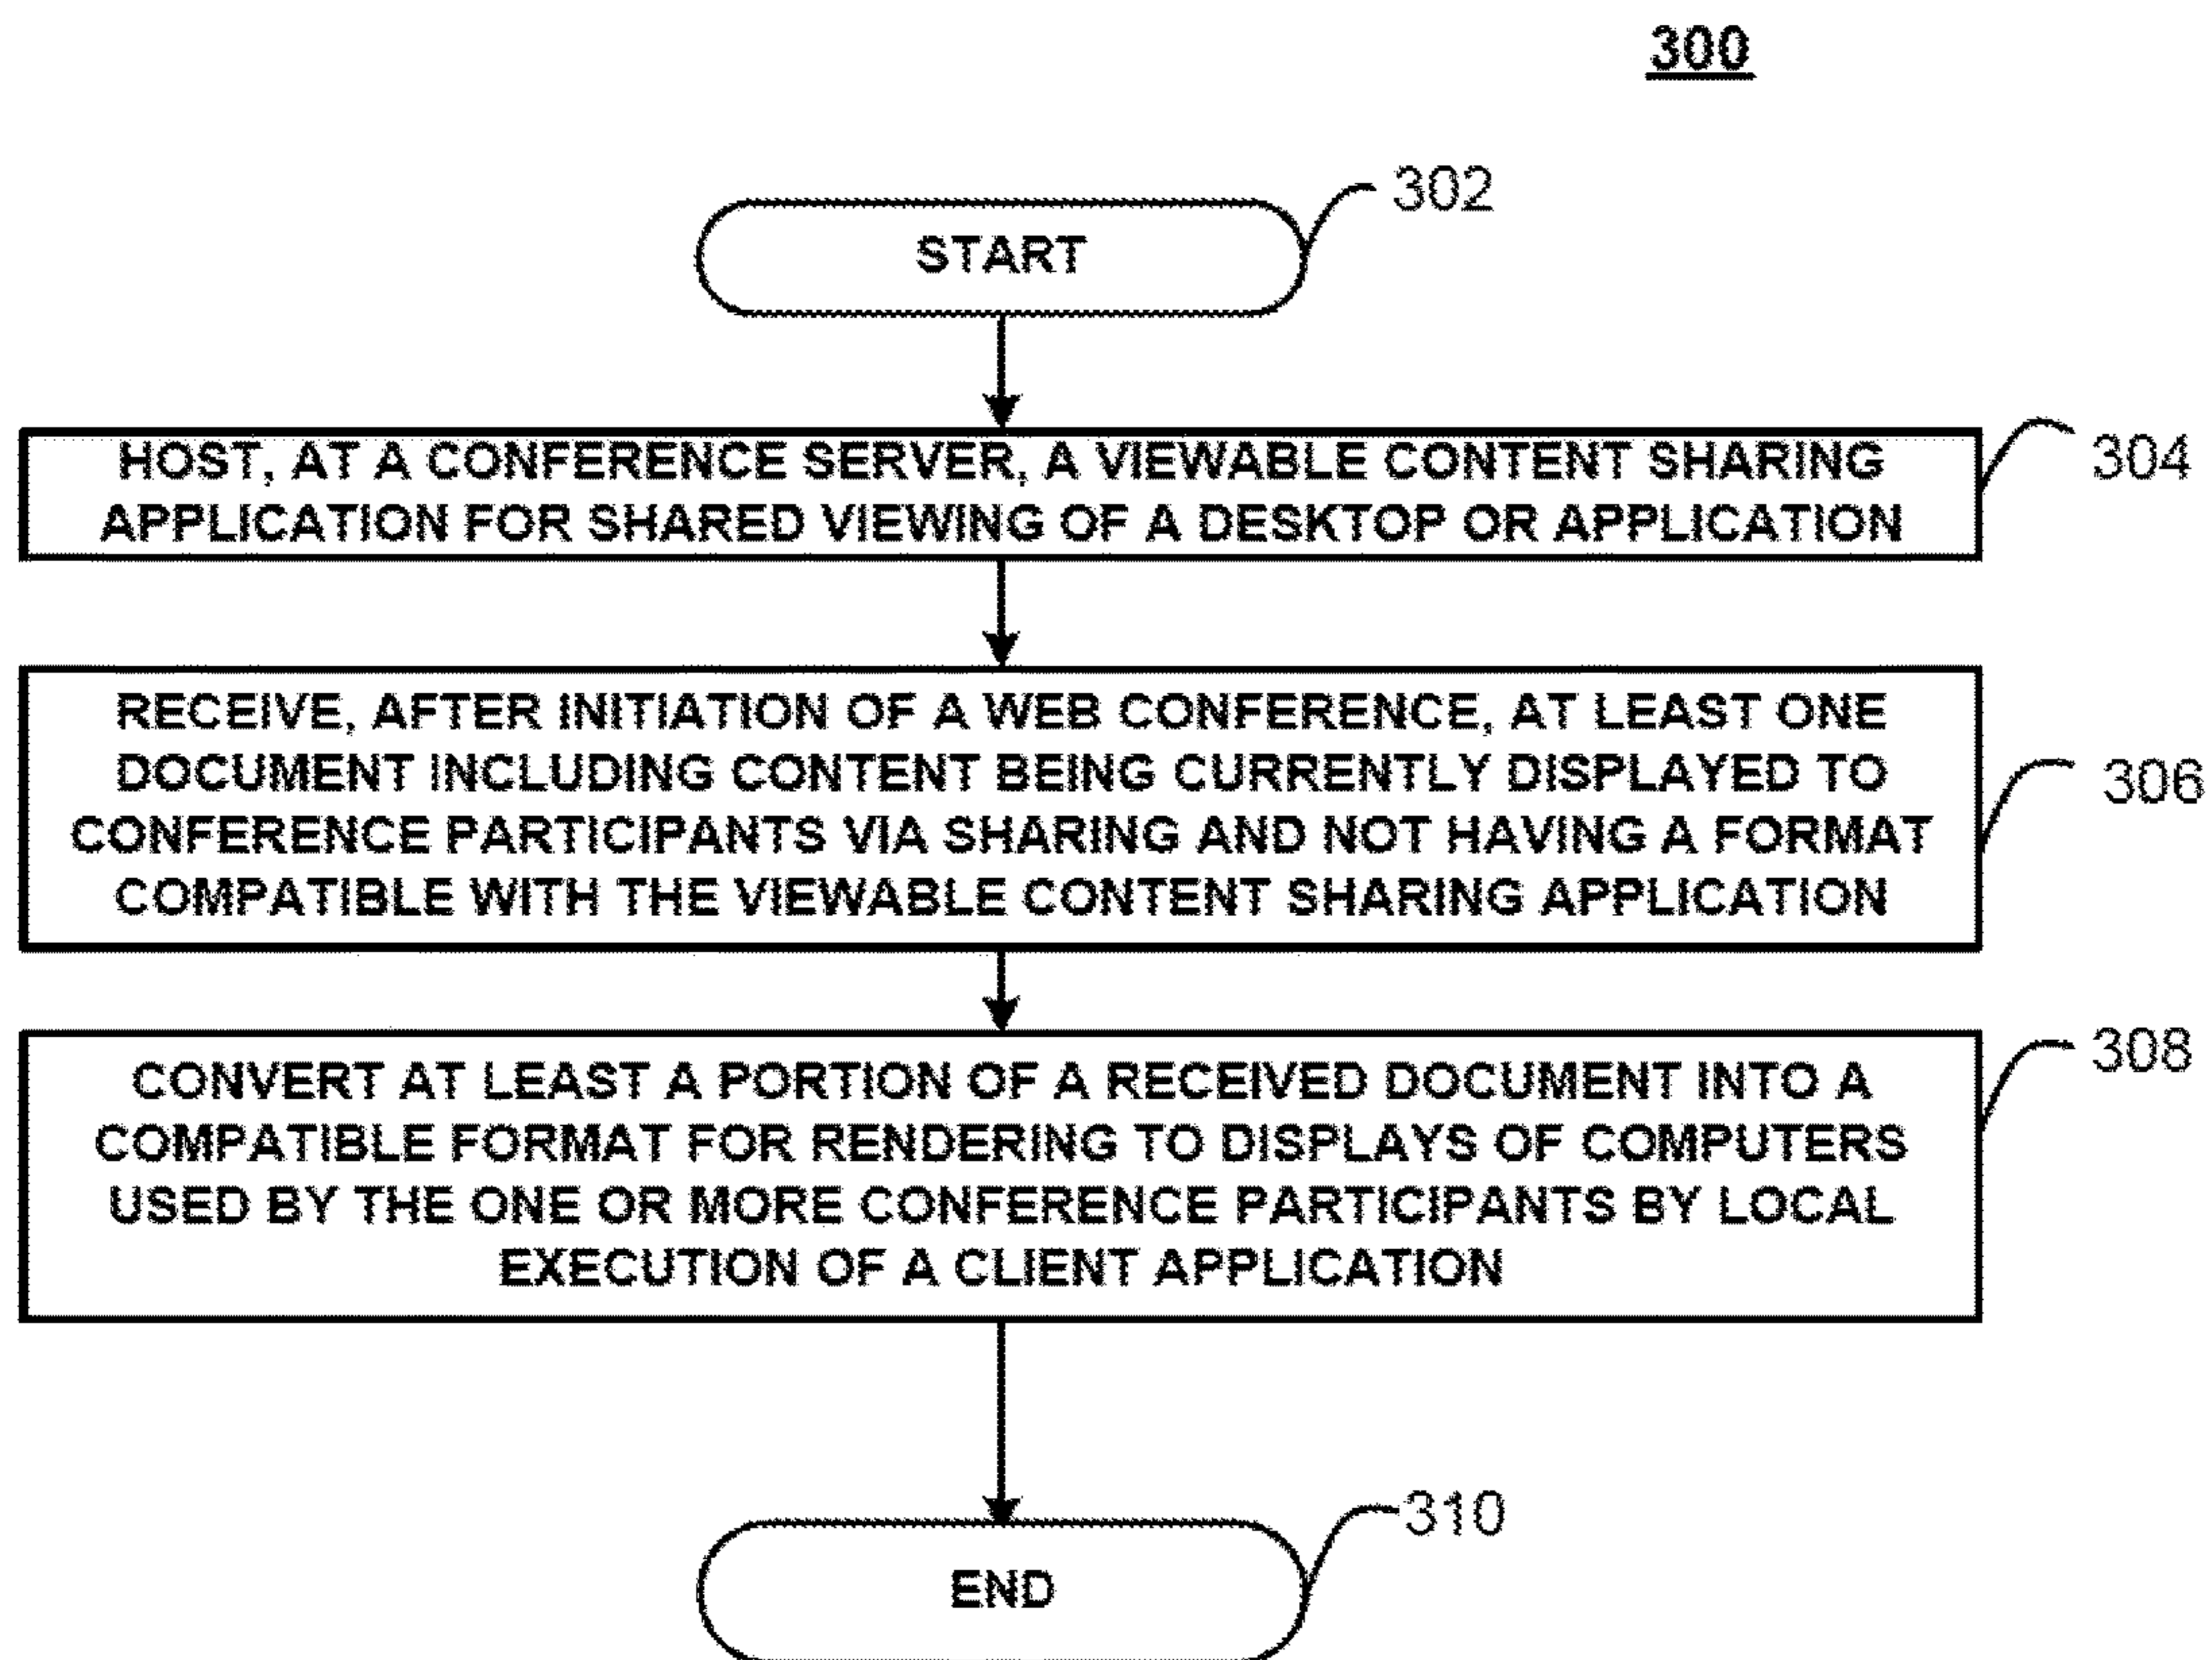 300
302
START
HOST, AT A CONFERENCE SERVER, A VIEWABLE CONTENT SHARING
APPLICATION FOR SHARED VIEWING OF A DESKTOP OR APPLICATION
304
RECEIVE, AFTER INITIATION OF A WEB CONFERENCE, AT LEAST ONE
DOCUMENT INCLUDING CONTENT BEING CURRENTLY DISPLAYED TO
CONFERENCE PARTICIPANTS VIA SHARING AND NOT HAVING A FORMAT
COMPATIBLE WITH THE VIEWABLE CONTENT SHARING APPLICATION
306
CONVERT AT LEAST A PORTION OF A RECEIVED DOCUMENT INTO A
COMPATIBLE FORMAT FOR RENDERING TO DISPLAYS OF COMPUTERS
USED BY THE ONE OR MORE CONFERENCE PARTICIPANTS BY LOCAL
EXECUTION OF A CLIENT APPLICATION
308
310
END